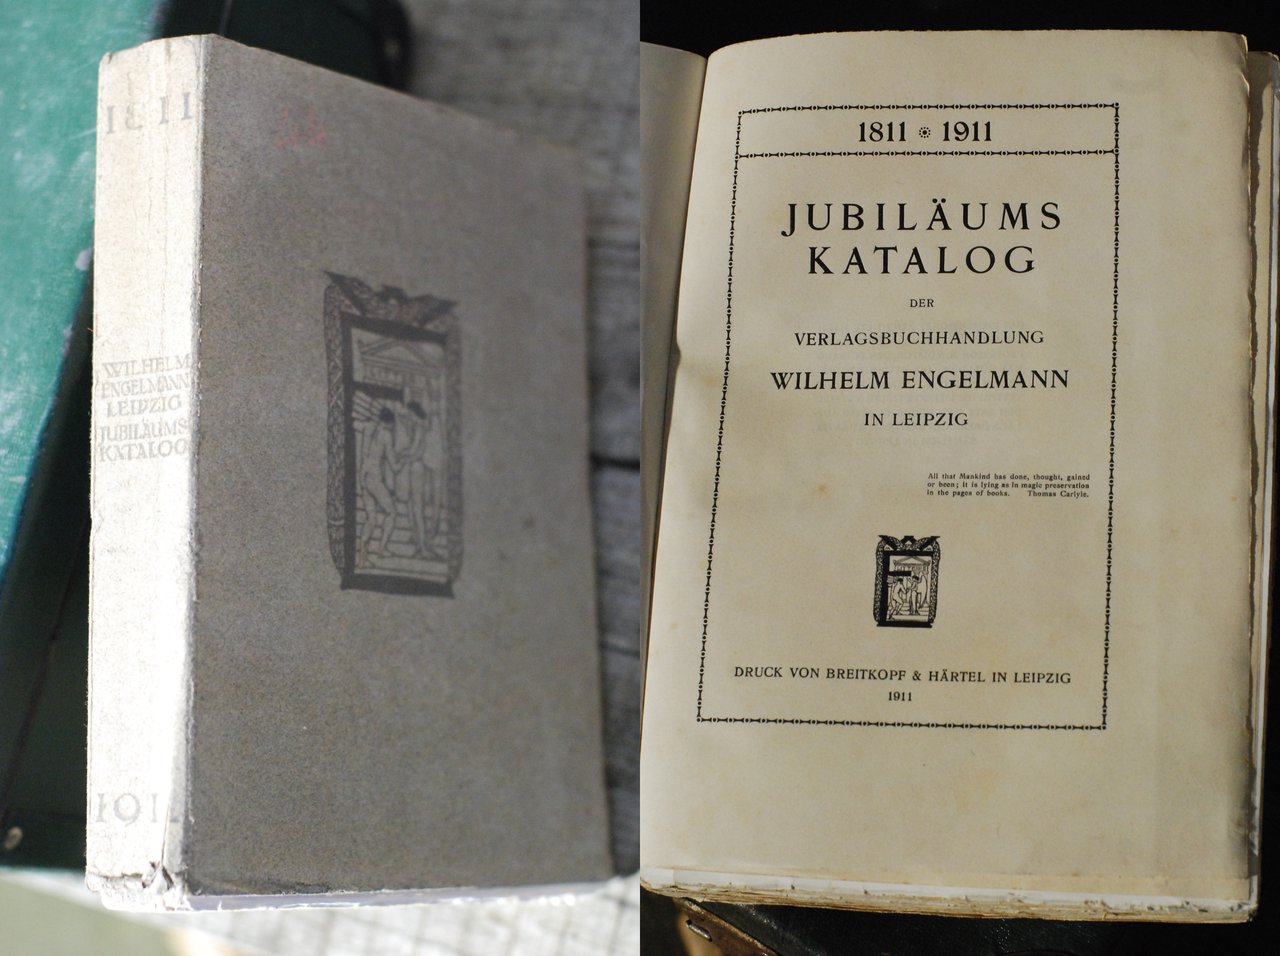 1811
WILHELM
ENGELMANN
LEIPZIG
JUBILÄUMS
KATALOG
1911
1811 1911
JUBILÄUMS
KATALOG
DER
VERLAGSBUCHHANDLUNG
WILHELM ENGELMANN
IN LEIPZIG
All that Mankind has done, thought, gained
or been; it is lying as in magic preservation
in the pages of books. Thomas Carlyle.
DRUCK VON BREITKOPF & HÄRTEL IN LEIPZIG
1911